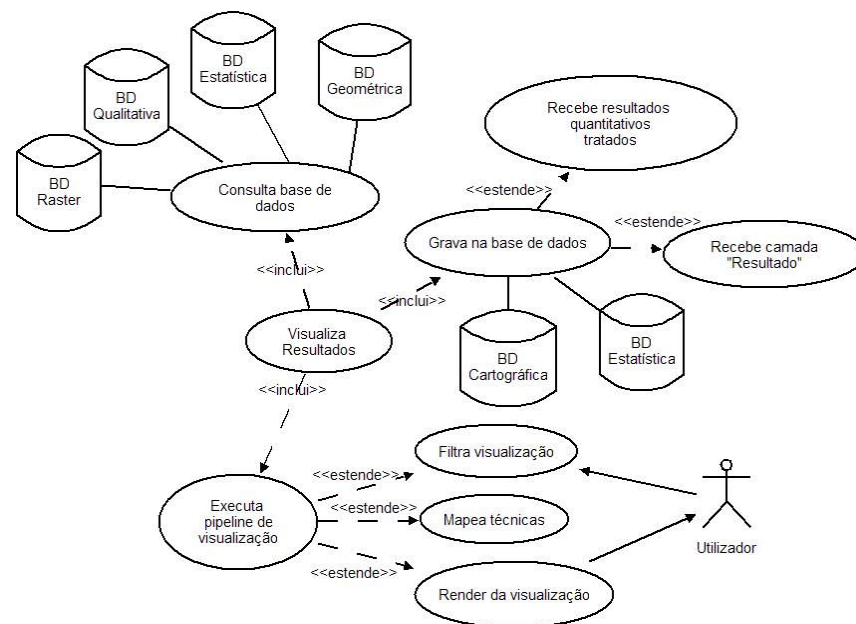 BD
Estatística
BD
Geométrica
BD
Qualitativa
BD
Raster
Consulta base de
dados
Recebe resultados
quantitativos
tratados
<<estende>>
<<estende>>
Grava na base de dados
Recebe camada
"Resultado"
<<inclui>>
<<inclui>>
Visualiza
Resultados
BD
Cartográfica
BD
Estatística
<<inclui>>
Filtra visualização
<<estende>>
Executa
pipeline de
visualização
<<estende>>
Mapea técnicas
Utilizador
<<estende>>
Render da visualização